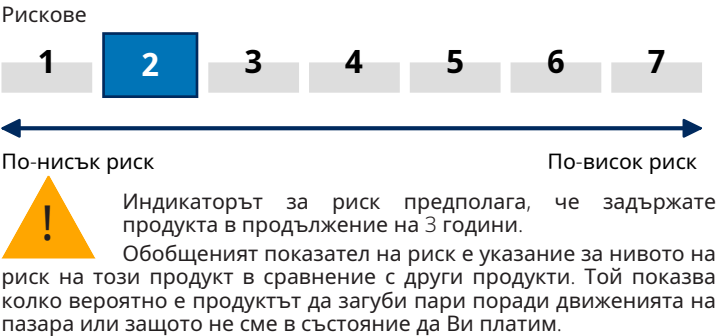 Рискове
1 2 3 4 5 6 7
По-нисък риск По-висок риск
!
Индикаторът за риск предполага, че задържате
продукта в продължение на 3 години.
Обобщеният показател на риск е указание за нивото на
риск на този продукт в сравнение с други продукти. Той показва
колко вероятно е продуктът да загуби пари поради движенията на
пазара или защото не сме в състояние да Ви платим.